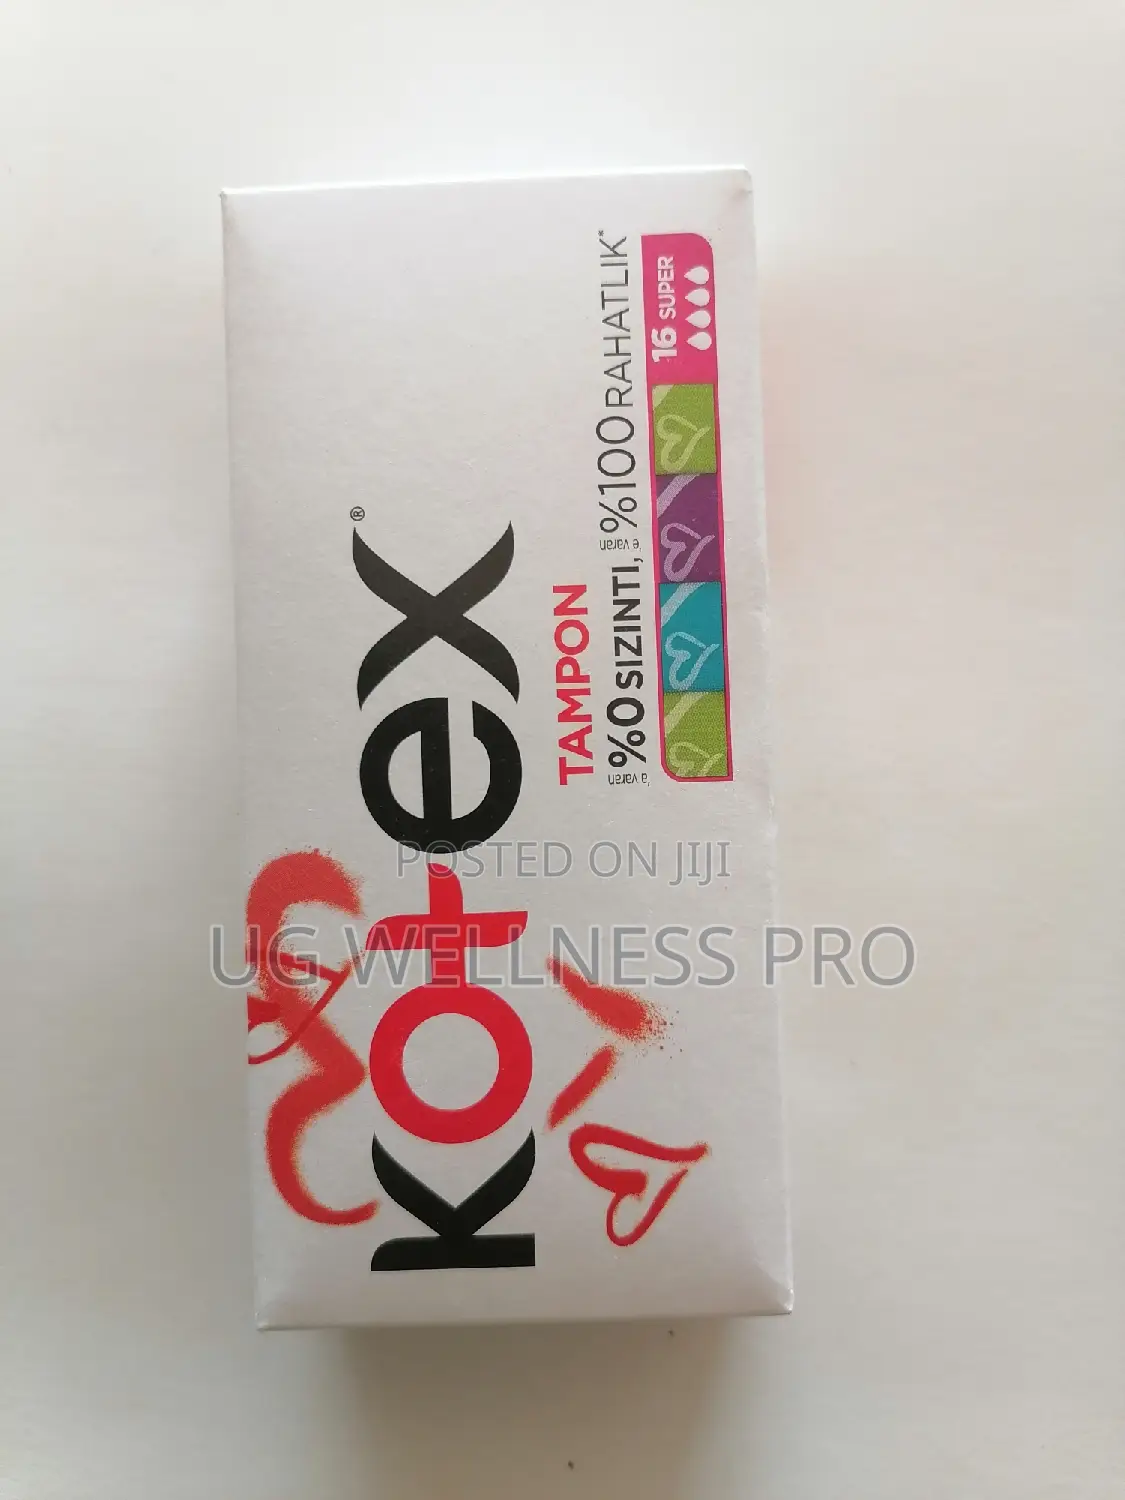 kotex®
TAMPON
%0 SIZINTI, %100 RAHATLIK*
'a varan 'e varan
16 SUPER
POSTED ON JIJI
UG WELLNESS PRO